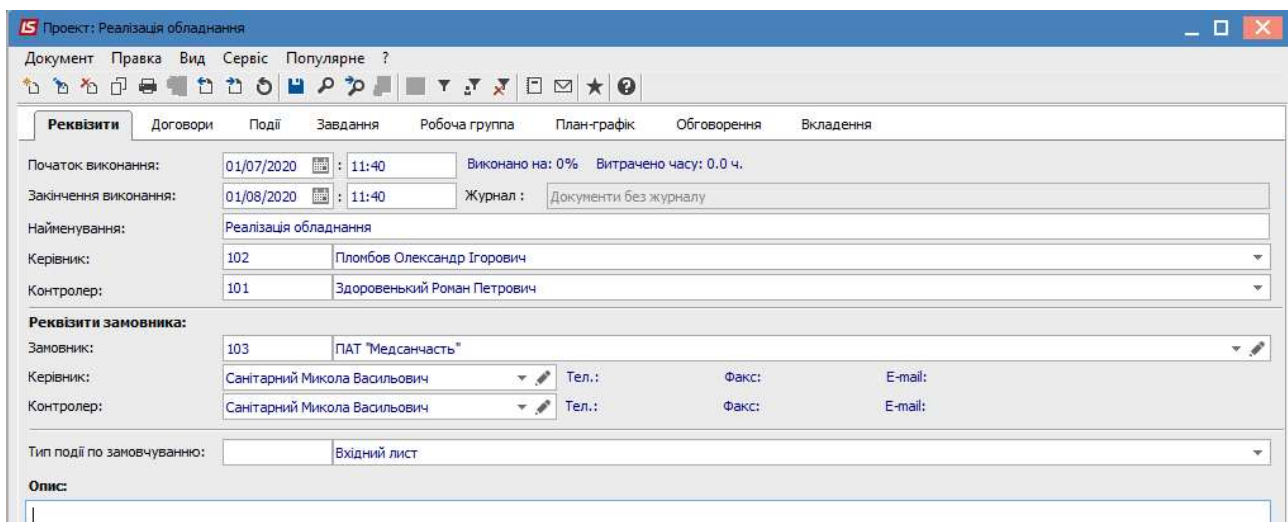 Проект: Реалізація обладнання
Документ Правка Вид Сервіс Популярне ?
Реквізити Договори Події Завдання Робоча группа План-графік Обговорення Вкладення
Початок виконання: 01/07/2020 : 11:40 Виконано на: 0% Витрачено часу: 0.0 ч.
Закінчення виконання: 01/08/2020 : 11:40 Журнал : Документи без журналу
Найменування: Реалізація обладнання
Керівник: 102 Пломбов Олександр Ігорович
Контролер: 101 Здоровенький Роман Петрович
Реквізити замовника:
Замовник: 103 ПАТ "Медсанчасть"
Керівник: Санітарний Микола Васильович Тел.: Факс: E-mail:
Контролер: Санітарний Микола Васильович Тел.: Факс: E-mail:
Тип події по замовчуванню: Вхідний лист
Опис: